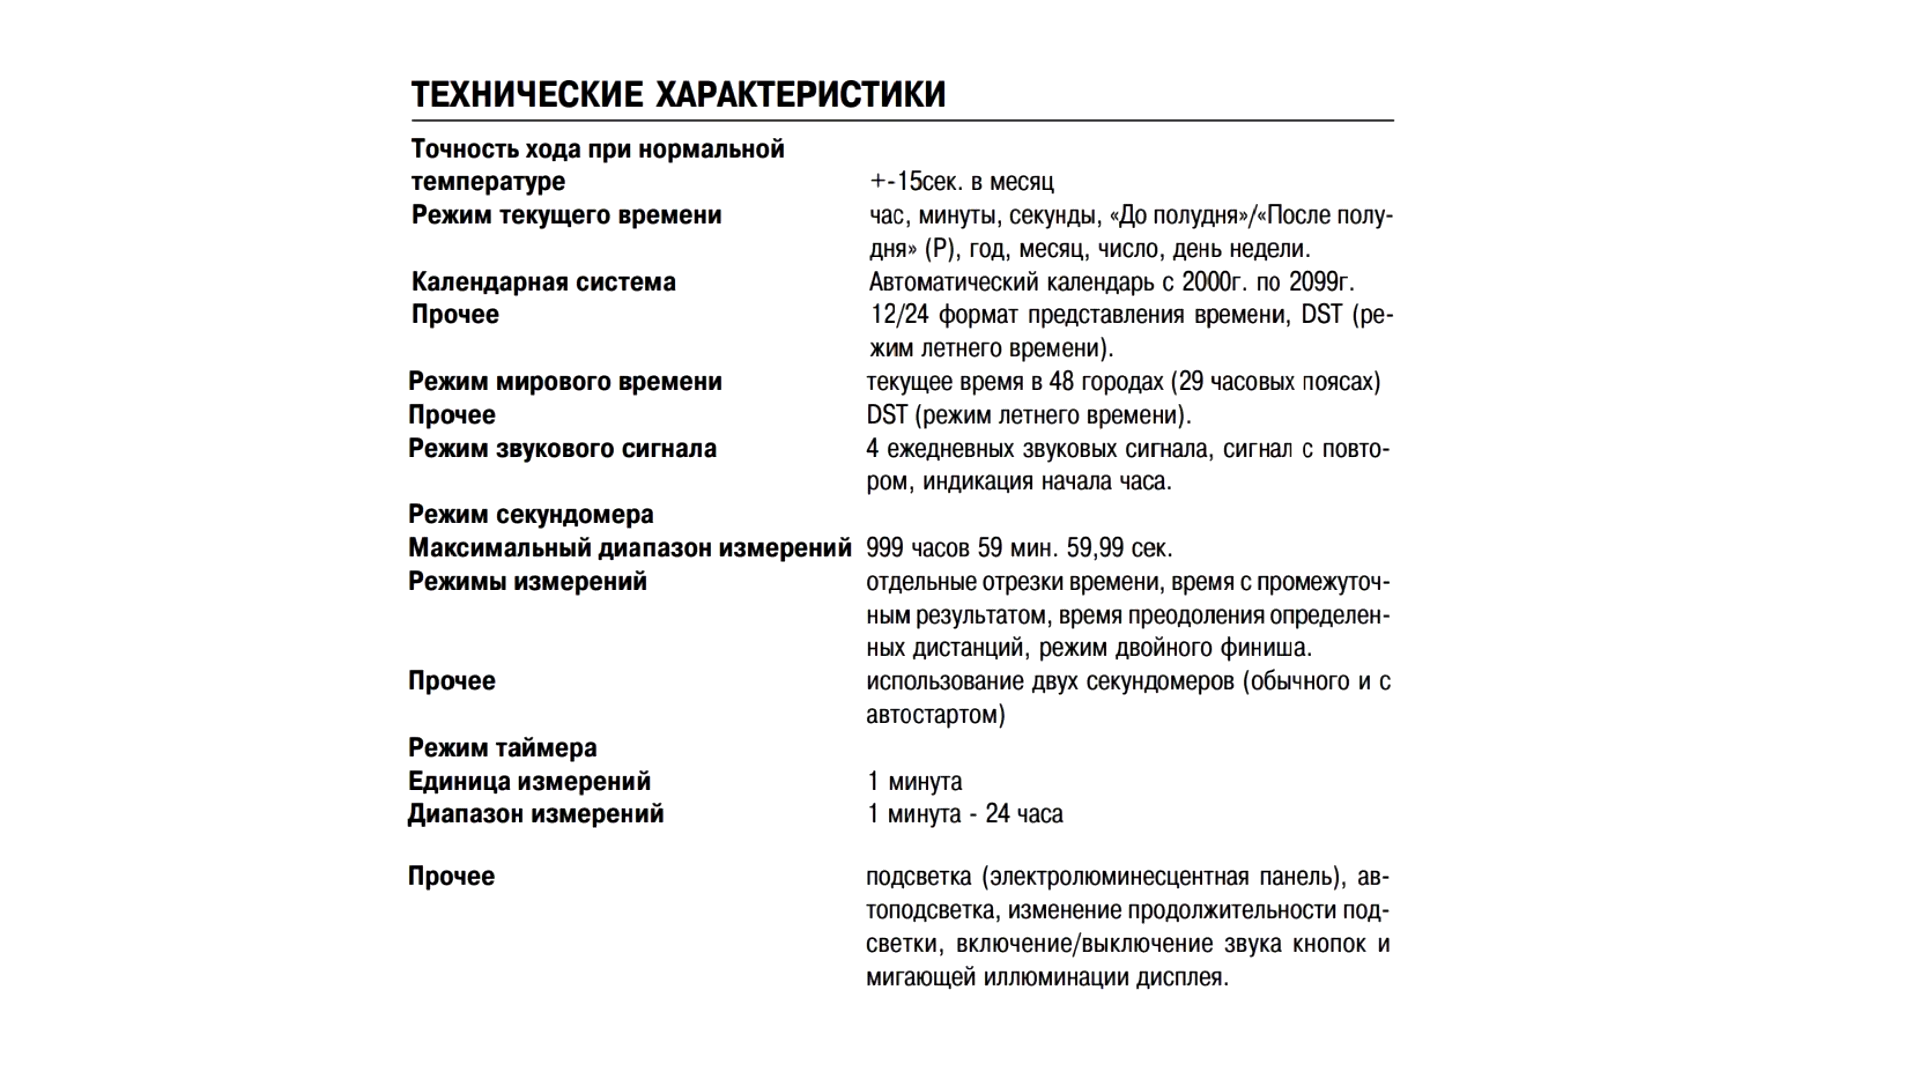 ТЕХНИЧЕСКИЕ ХАРАКТЕРИСТИКИ
Точность хода при нормальной
температуре +-15сек. в месяц
Режим текущего времени час, минуты, секунды, «До полудня»/«После полу-
дня» (P), год, месяц, число, день недели.
Календарная система Автоматический календарь с 2000г. по 2099г.
Прочее 12/24 формат представления времени, DST (ре-
жим летнего времени).
Режим мирового времени текущее время в 48 городах (29 часовых поясах)
Прочее DST (режим летнего времени).
Режим звукового сигнала 4 ежедневных звуковых сигнала, сигнал с повто-
ром, индикация начала часа.
Режим секундомера
Максимальный диапазон измерений 999 часов 59 мин. 59,99 сек.
Режимы измерений отдельные отрезки времени, время с промежуточ-
ным результатом, время преодоления определен-
ных дистанций, режим двойного финиша.
Прочее использование двух секундомеров (обычного и с
автостартом)
Режим таймера
Единица измерений 1 минута
Диапазон измерений 1 минута - 24 часа
Прочее подсветка (электролюминесцентная панель), ав-
топодсветка, изменение продолжительности под-
светки, включение/выключение звука кнопок и
мигающей иллюминации дисплея.